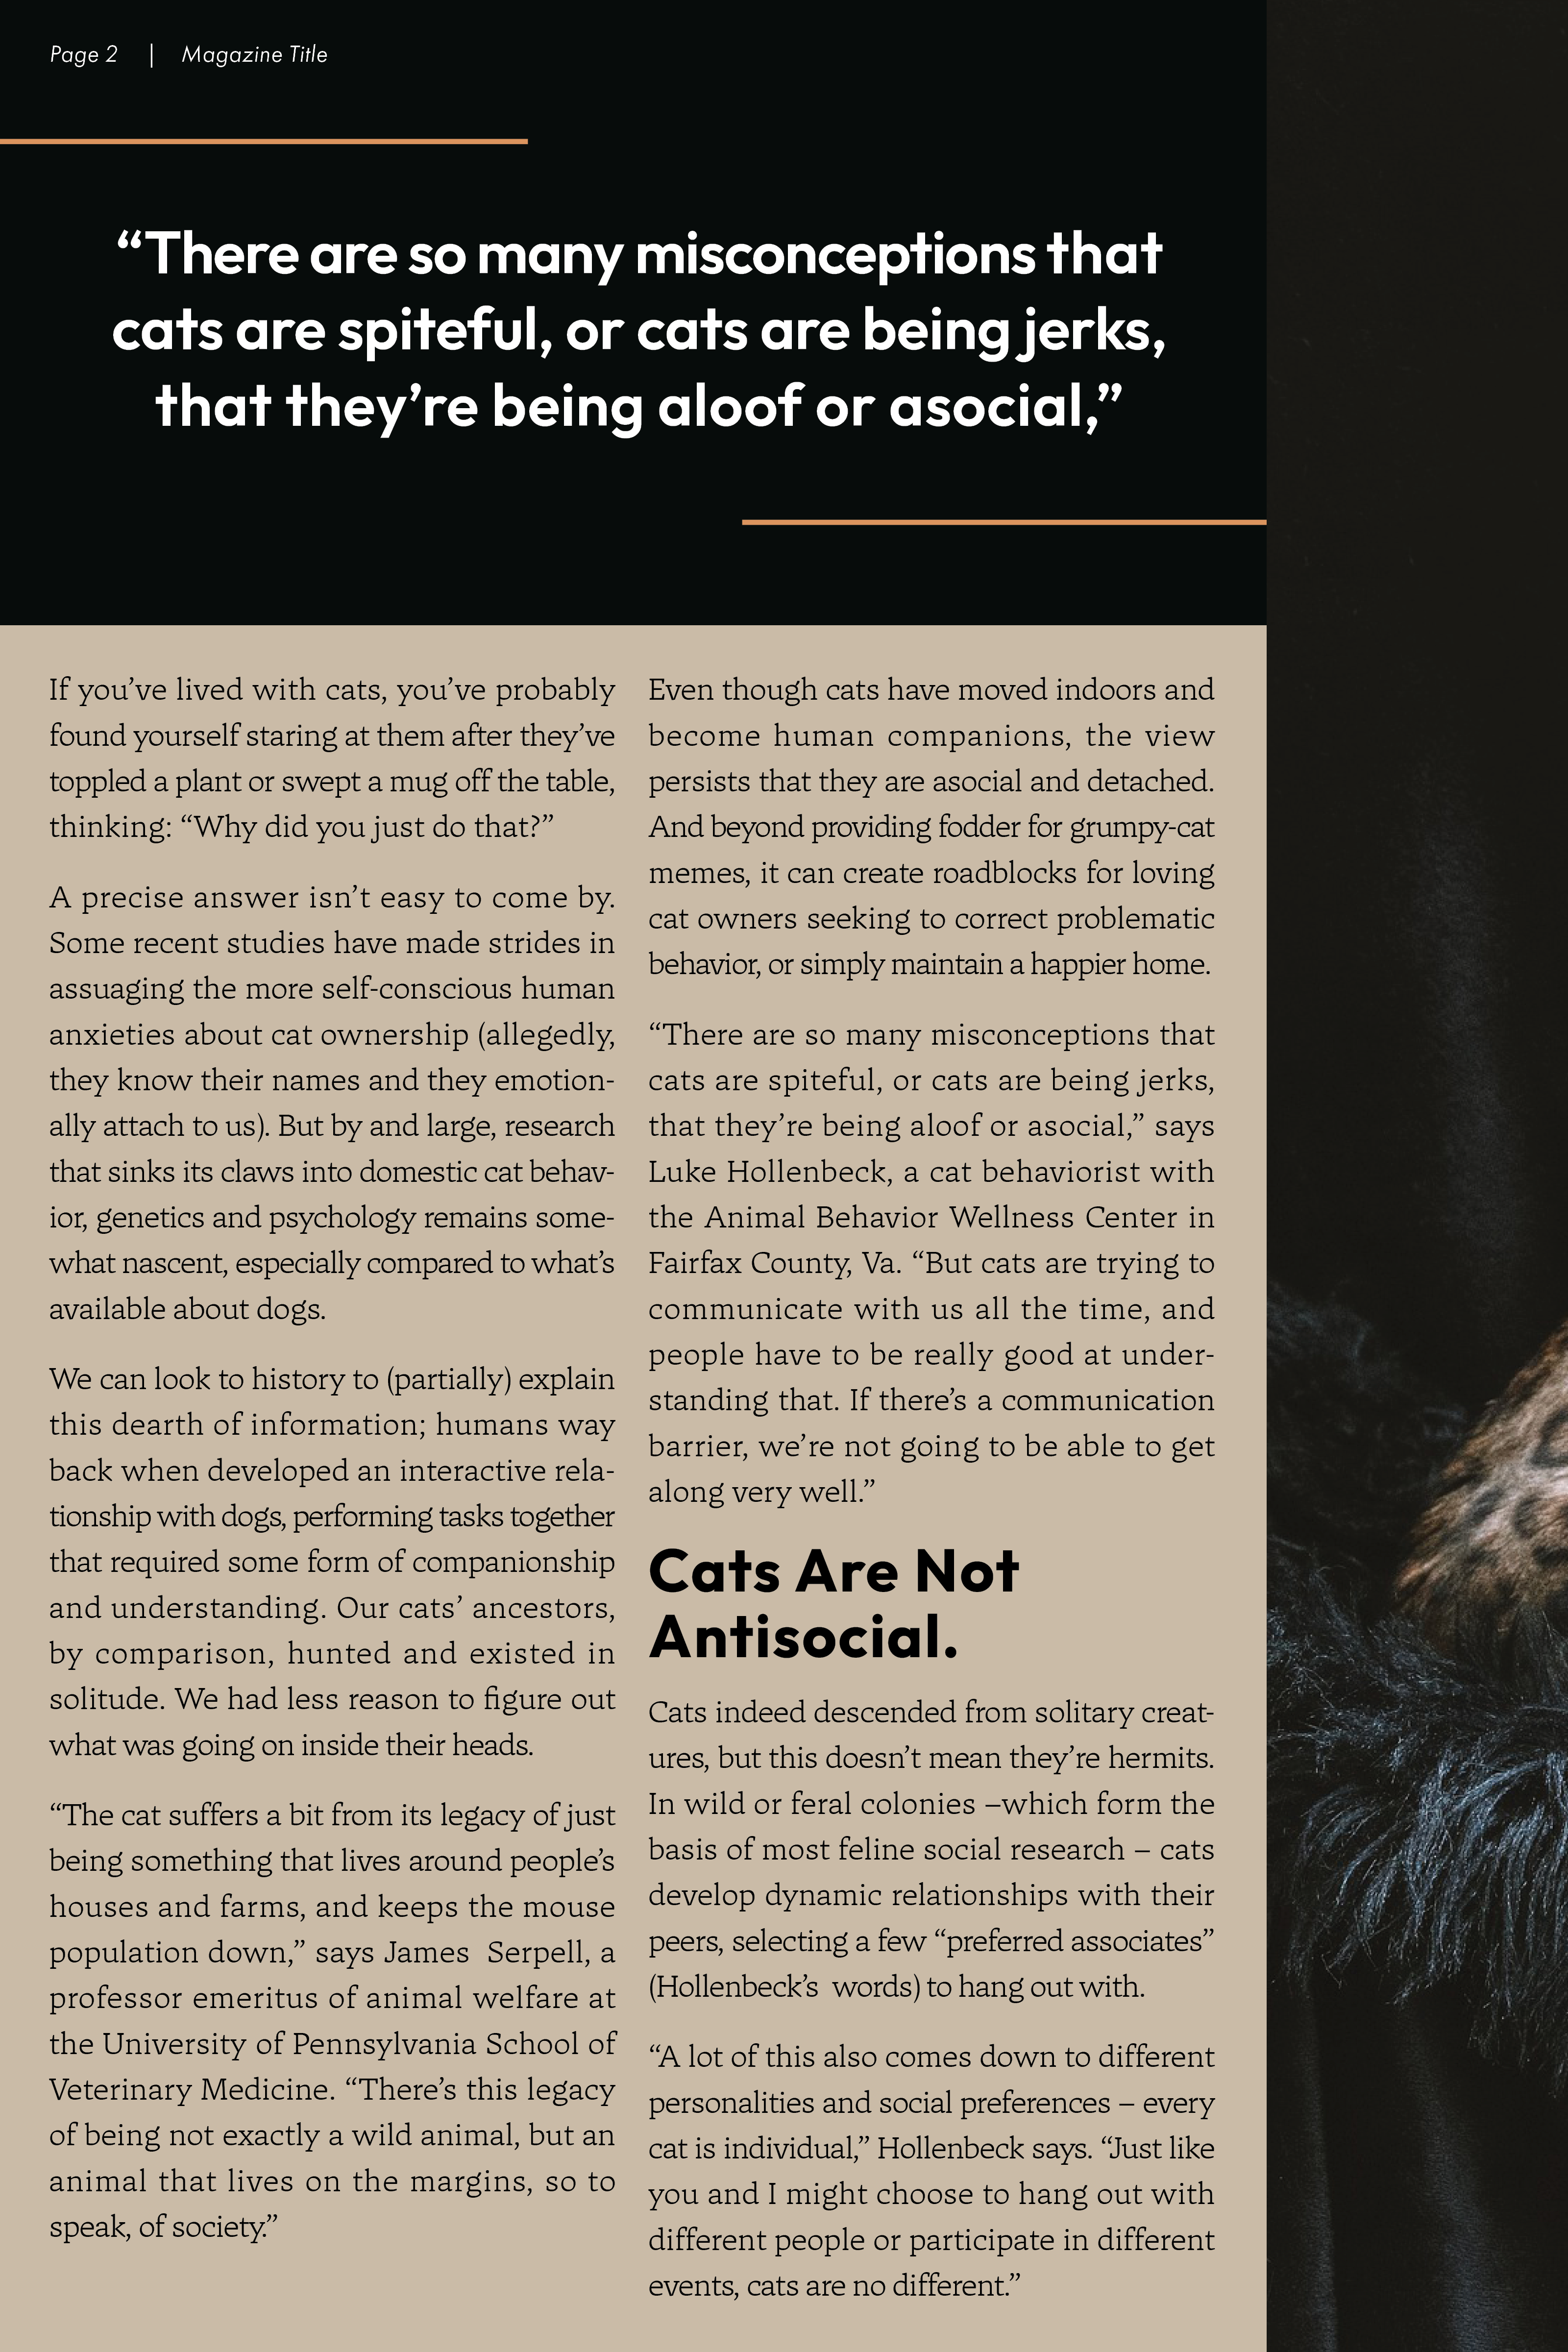 Page 2 | Magazine Title
“There are so many misconceptions that
cats are spiteful, or cats are being jerks,
that they’re being aloof or asocial,”
If you’ve lived with cats, you’ve probably
found yourself staring at them after they’ve
toppled a plant or swept a mug off the table,
thinking: “Why did you just do that?”
A precise answer isn’t easy to come by.
Some recent studies have made strides in
assuaging the more self-conscious human
anxieties about cat ownership (allegedly,
they know their names and they emotion-
ally attach to us). But by and large, research
that sinks its claws into domestic cat behav-
ior, genetics and psychology remains some-
what nascent, especially compared to what’s
available about dogs.
We can look to history to (partially) explain
this dearth of information; humans way
back when developed an interactive rela-
tionship with dogs, performing tasks together
that required some form of companionship
and understanding. Our cats’ ancestors,
by comparison, hunted and existed in
solitude. We had less reason to figure out
what was going on inside their heads.
“The cat suffers a bit from its legacy of just
being something that lives around people’s
houses and farms, and keeps the mouse
population down,” says James  Serpell, a
professor emeritus of animal welfare at
the University of Pennsylvania School of
Veterinary Medicine. “There’s this legacy
of being not exactly a wild animal, but an
animal that lives on the margins, so to
speak, of society.”
Even though cats have moved indoors and
become human companions, the view
persists that they are asocial and detached.
And beyond providing fodder for grumpy-cat
memes, it can create roadblocks for loving
cat owners seeking to correct problematic
behavior, or simply maintain a happier home.
“There are so many misconceptions that
cats are spiteful, or cats are being jerks,
that they’re being aloof or asocial,” says
Luke Hollenbeck, a cat behaviorist with
the Animal Behavior Wellness Center in
Fairfax County, Va. “But cats are trying to
communicate with us all the time, and
people have to be really good at under-
standing that. If there’s a communication
barrier, we’re not going to be able to get
along very well.”
Cats Are Not
Antisocial.
Cats indeed descended from solitary creat-
ures, but this doesn’t mean they’re hermits.
In wild or feral colonies –which form the
basis of most feline social research – cats
develop dynamic relationships with their
peers, selecting a few “preferred associates”
(Hollenbeck’s  words) to hang out with.
“A lot of this also comes down to different
personalities and social preferences – every
cat is individual,” Hollenbeck says. “Just like
you and I might choose to hang out with
different people or participate in different
events, cats are no different.”